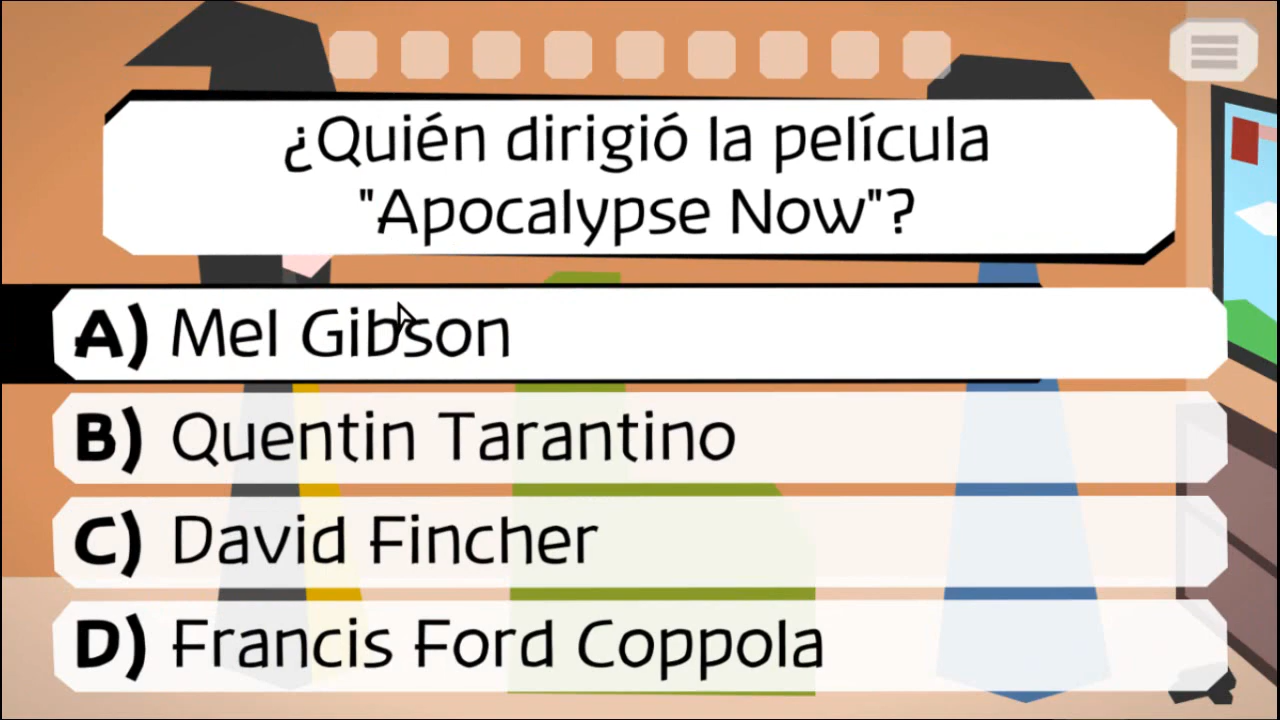 ¿Quién dirigió la película
"Apocalypse Now"?
A) Mel Gibson
B) Quentin Tarantino
C) David Fincher
D) Francis Ford Coppola